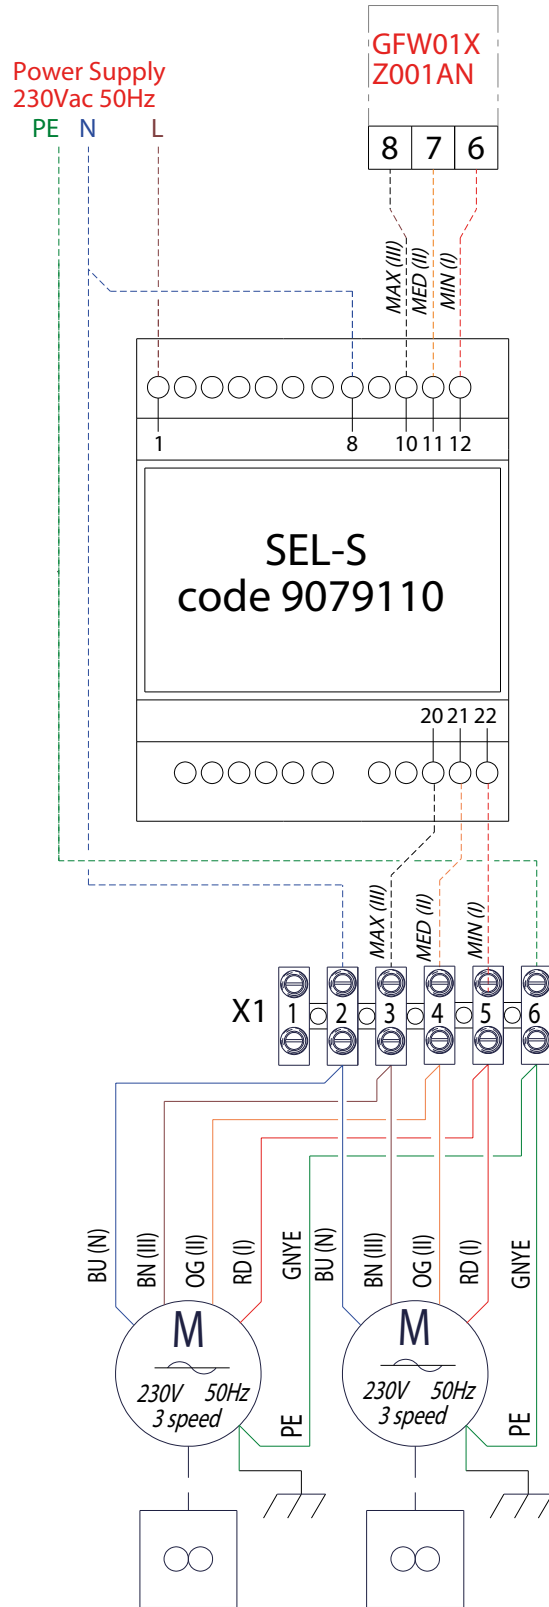 GFW01X
Z001AN
Power Supply
230Vac 50Hz
PE N L
8 7 6
MAX (III)
MED (II)
MIN (I)
1 8 10 11 12
SEL-S
code 9079110
20 21 22
MAX (III)
MED (II)
MIN (I)
X1 1 2 3 4 5 6
BU (N)
BN (III)
OG (II)
RD (I)
GNYE
BU (N)
BN (III)
OG (II)
RD (I)
GNYE
M
230V 50Hz
3 speed
PE
M
230V 50Hz
3 speed
PE